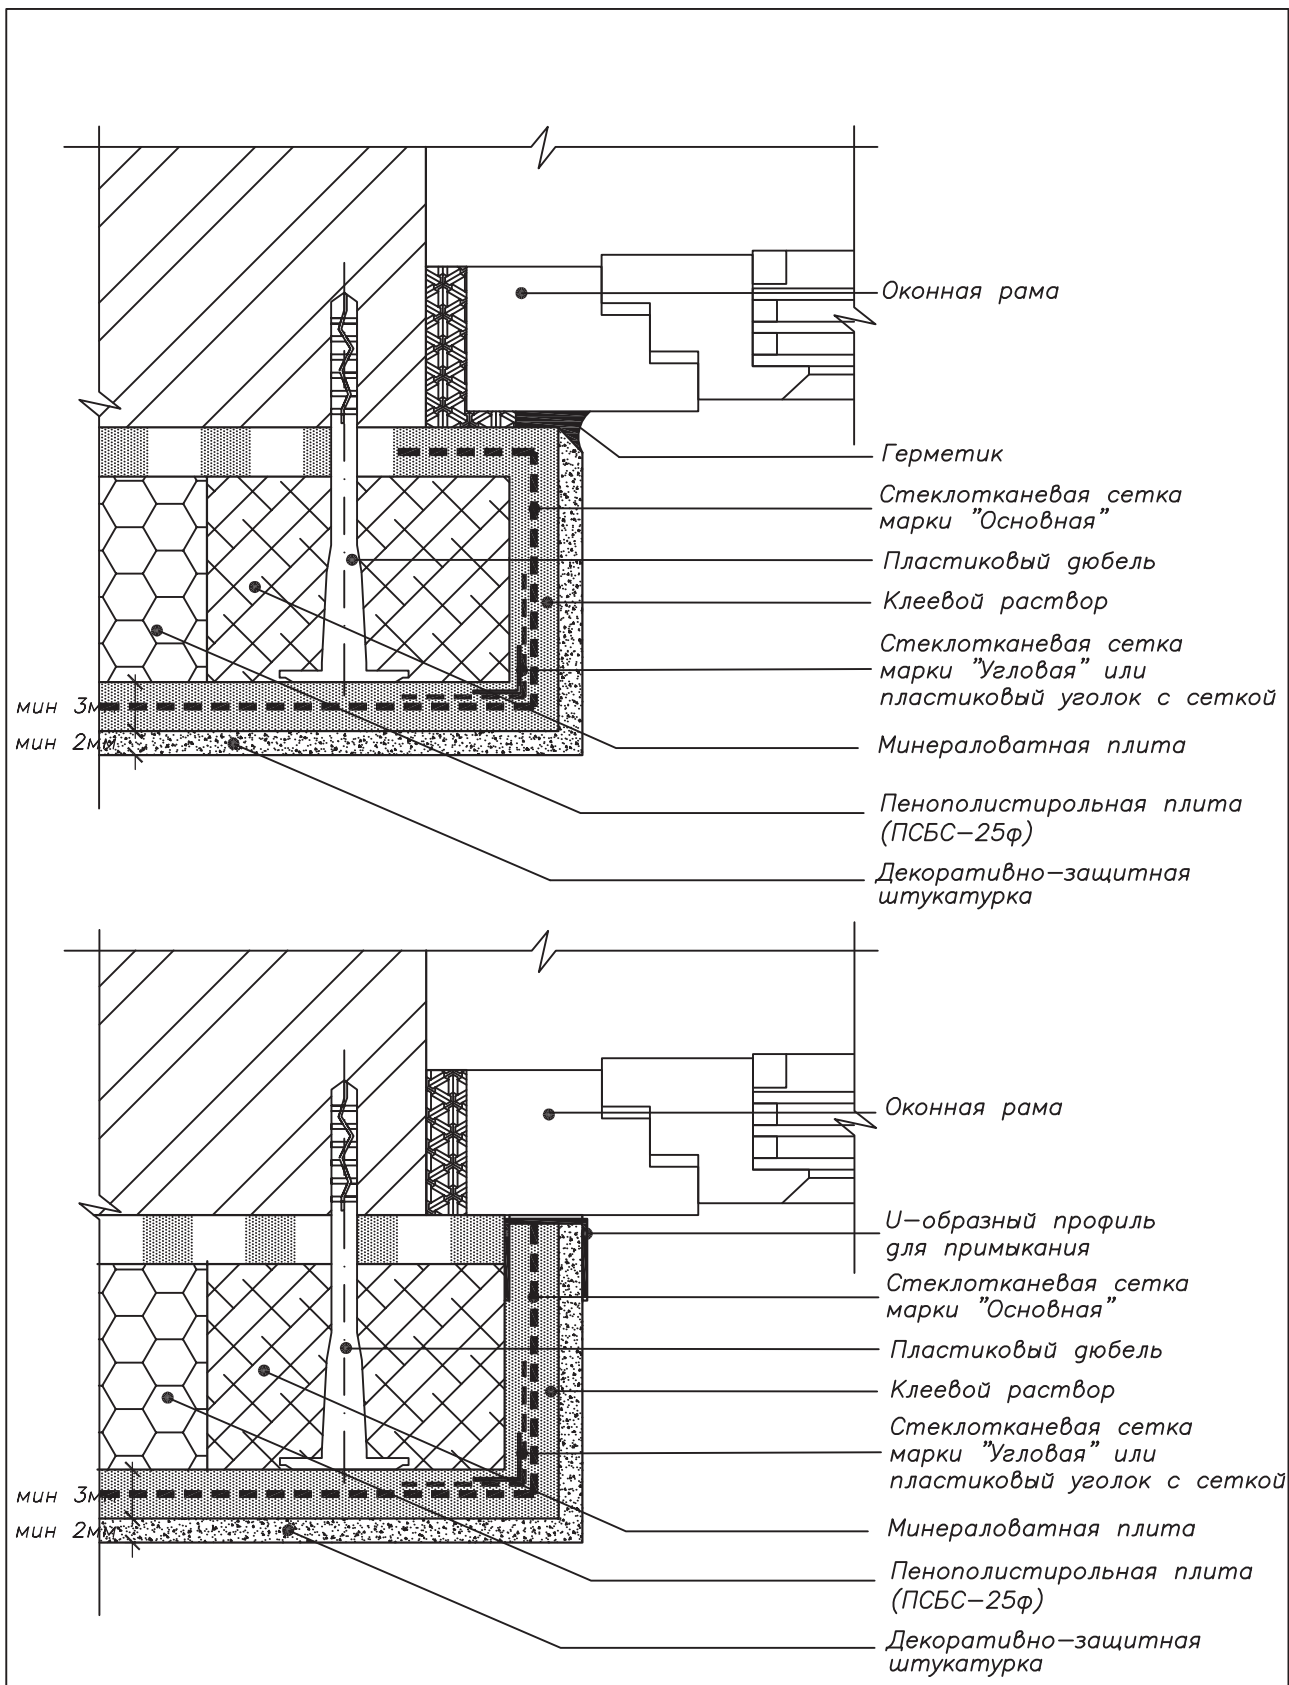 Оконная рама
Герметик
Стеклотканевая сетка
марки "Основная"
Пластиковый дюбель
Клеевой раствор
Стеклотканевая сетка
марки "Угловая" или
пластиковый уголок с сеткой
мин 3мм
мин 2мм
Минераловатная плита
Пенополистирольная плита
(ПСБС-25ф)
Декоративно-защитная
штукатурка
Оконная рама
U-образный профиль
для примыкания
Стеклотканевая сетка
марки "Основная"
Пластиковый дюбель
Клеевой раствор
Стеклотканевая сетка
марки "Угловая" или
пластиковый уголок с сеткой
мин 3мм
мин 2мм
Минераловатная плита
Пенополистирольная плита
(ПСБС-25ф)
Декоративно-защитная
штукатурка